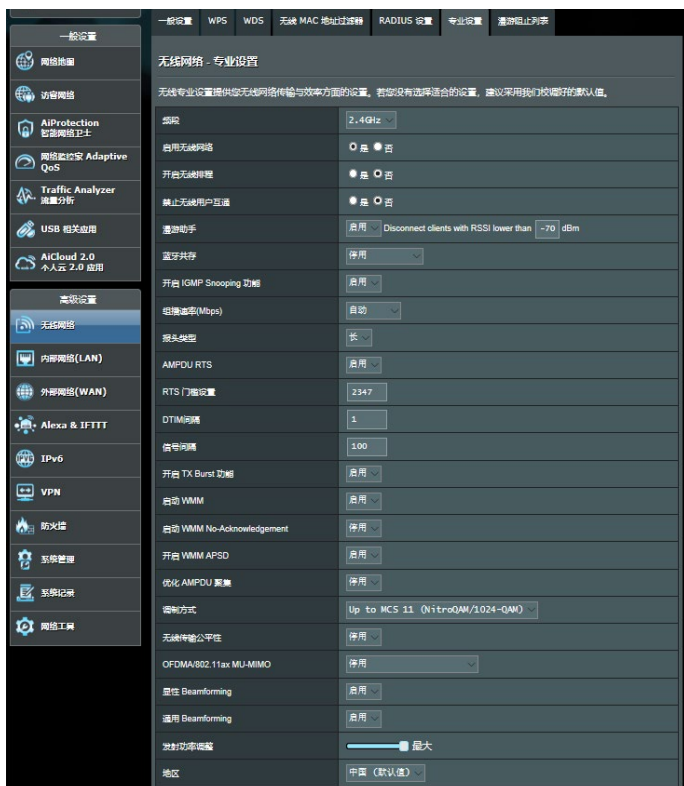 一般设置 WPS WDS 无线 MAC 地址过滤器 RADIUS 设置 专业设置 漫游阻止列表
一般设置
网络地图
访客网络
AiProtection
智能网络卫士
网络监控家 Adaptive
QoS
Traffic Analyzer
流量分析
USB 相关应用
AiCloud 2.0
个人云 2.0 应用
高级设置
无线网络
内部网络(LAN)
外部网络(WAN)
Alexa & IFTTT
IPv6
VPN
防火墙
系统管理
系统记录
网络工具
无线网络 - 专业设置
无线专业设置提供您无线网络传输与效率方面的设置。若您没有选择适合的设置，建议采用我们校调好的默认值。
频段 2.4GHz
启用无线网络 是 否
开启无线排程 是 否
禁止无线用户互通 是 否
漫游助手 启用 Disconnect clients with RSSI lower than -70 dBm
蓝牙共存 停用
开启 IGMP Snooping 功能 启用
组播速率(Mbps) 自动
报头类型 长
AMPDU RTS 启用
RTS 门槛设置 2347
DTIM间隔 1
信号间隔 100
开启 TX Burst 功能 启用
启动 WMM 启用
启动 WMM No-Acknowledgement 停用
开启 WMM APSD 启用
优化 AMPDU 聚集 停用
调制方式 Up to MCS 11 (NitroQAM/1024-QAM)
无线传输公平性 停用
OFDMA/802.11ax MU-MIMO 停用
显性 Beamforming 启用
通用 Beamforming 启用
发射功率调整 最大
地区 中国 (默认值)